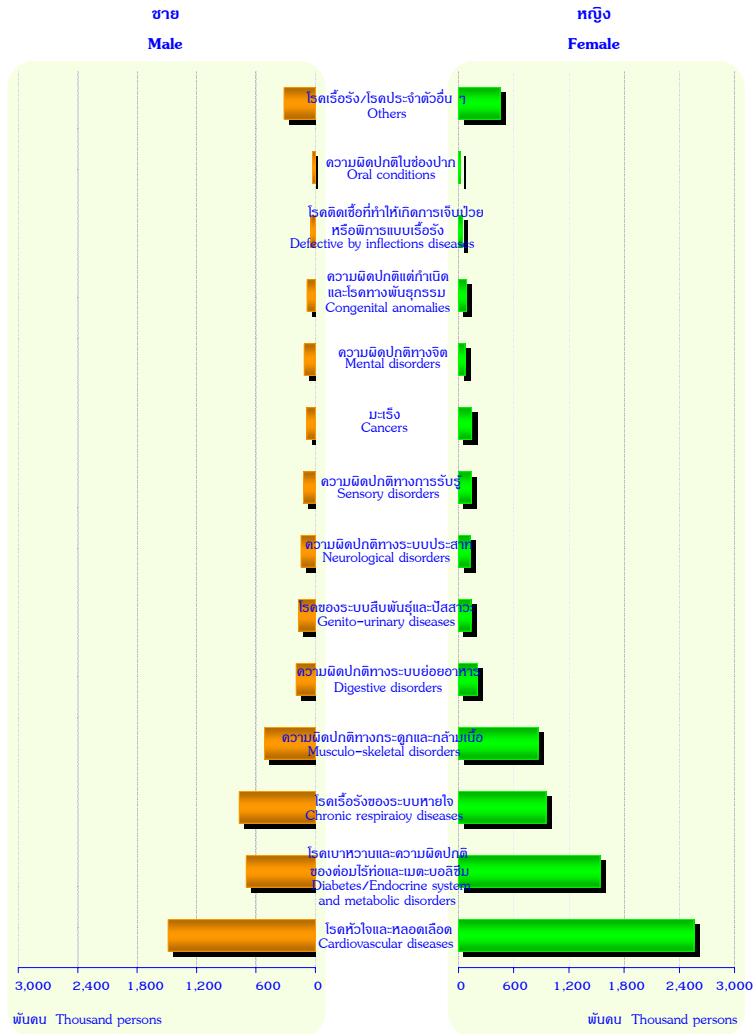 ชาย
หญิง
Male
Female
โรคเรื้อรัง/โรคประจำตัวอื่น ๆ
Others
ความผิดปกติในช่องปาก
Oral conditions
โรคติดเชื้อที่ทำให้เกิดการเจ็บป่วย
หรือพิการแบบเรื้อรัง
Defective by inflections diseases
ความผิดปกติแต่กำเนิด
และโรคทางพันธุกรรม
Congenital anomalies
ความผิดปกติทางจิต
Mental disorders
มะเร็ง
Cancers
ความผิดปกติทางการรับรู้
Sensory disorders
ความผิดปกติทางระบบประสาท
Neurological disorders
โรคของระบบสืบพันธุ์และปัสสาวะ
Genito-urinary diseases
ความผิดปกติทางระบบย่อยอาหาร
Digestive disorders
ความผิดปกติทางกระดูกและกล้ามเนื้อ
Musculo-skeletal disorders
โรคเรื้อรังของระบบหายใจ
Chronic respiraioy diseases
โรคเบาหวานและความผิดปกติ
ของต่อมไร้ท่อและเมตะบอลิซึม
Diabetes/Endocrine system
and metabolic disorders
โรคหัวใจและหลอดเลือด
Cardiovascular diseases
3,000 2,400 1,800 1,200 600 0
0 600 1,200 1,800 2,400 3,000
พันคน Thousand persons
พันคน Thousand persons